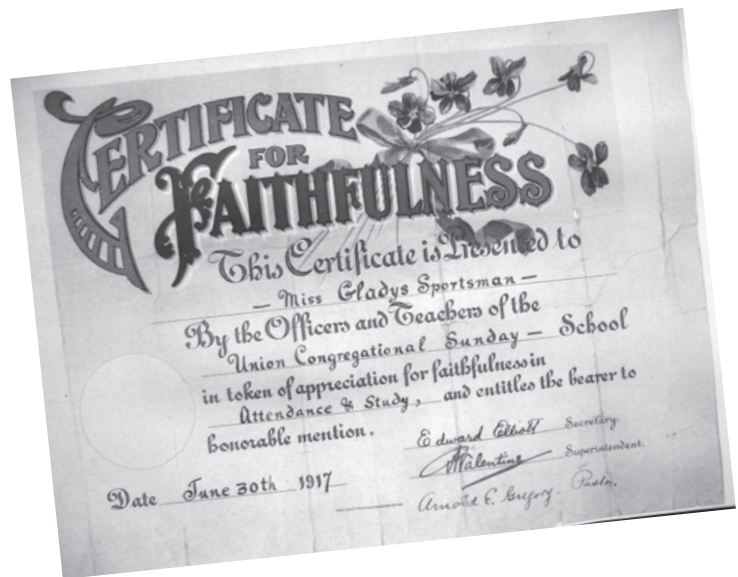 CERTIFICATE
FOR
FAITHFULNESS
This Certificate is Presented to
— Miss Gladys Sportsman —
By the Officers and Teachers of the
Union Congregational Sunday — School
in token of appreciation for faithfulness in
Attendance & Study, and entitles the bearer to
honorable mention.
Edward Elliott Secretary.
Valentine Superintendent.
Date June 30th 1917
Arnold E. Gregory - Pastor.